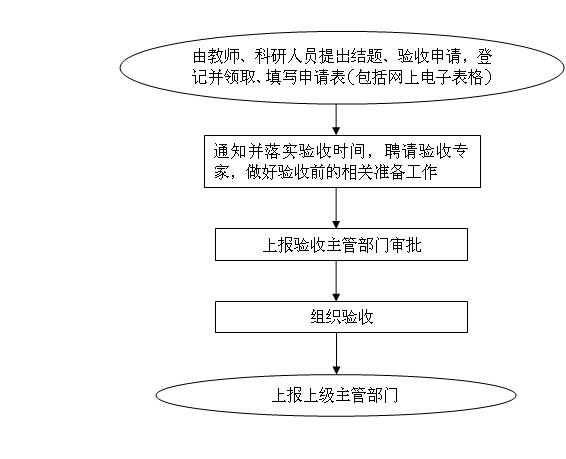 由教师、科研人员提出结题、验收申请，登
记并领取、填写申请表(包括网上电子表格)
通知并落实验收时间，聘请验收专
家，做好验收前的相关准备工作
上报验收主管部门审批
组织验收
上报上级主管部门